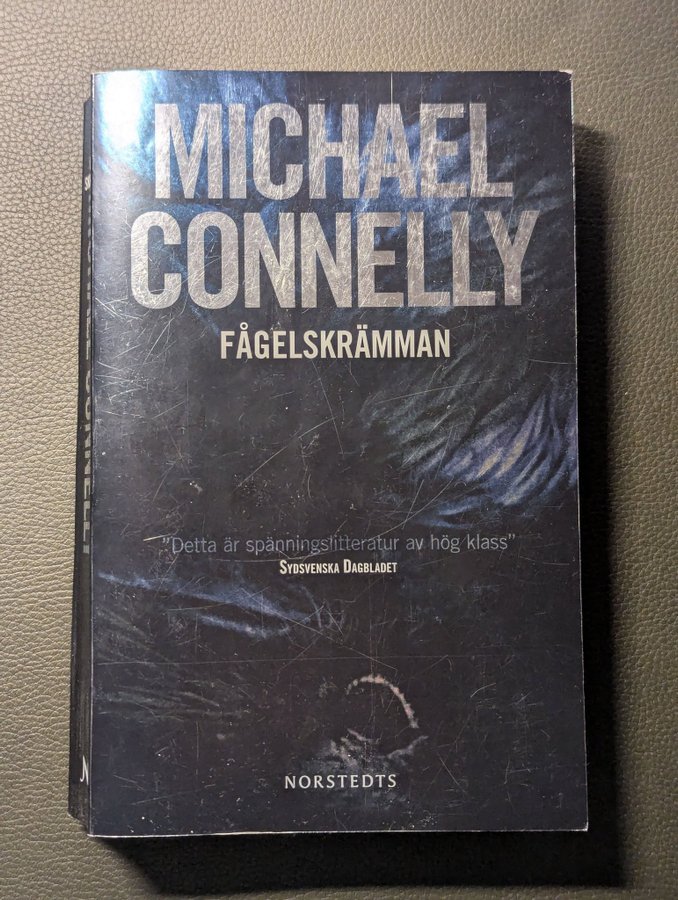 MICHAEL
CONNELLY
FÅGELSKRÄMMAN
"Detta är spänningslitteratur av hög klass"
SYDSVENSKA DAGBLADET
NORSTEDTS